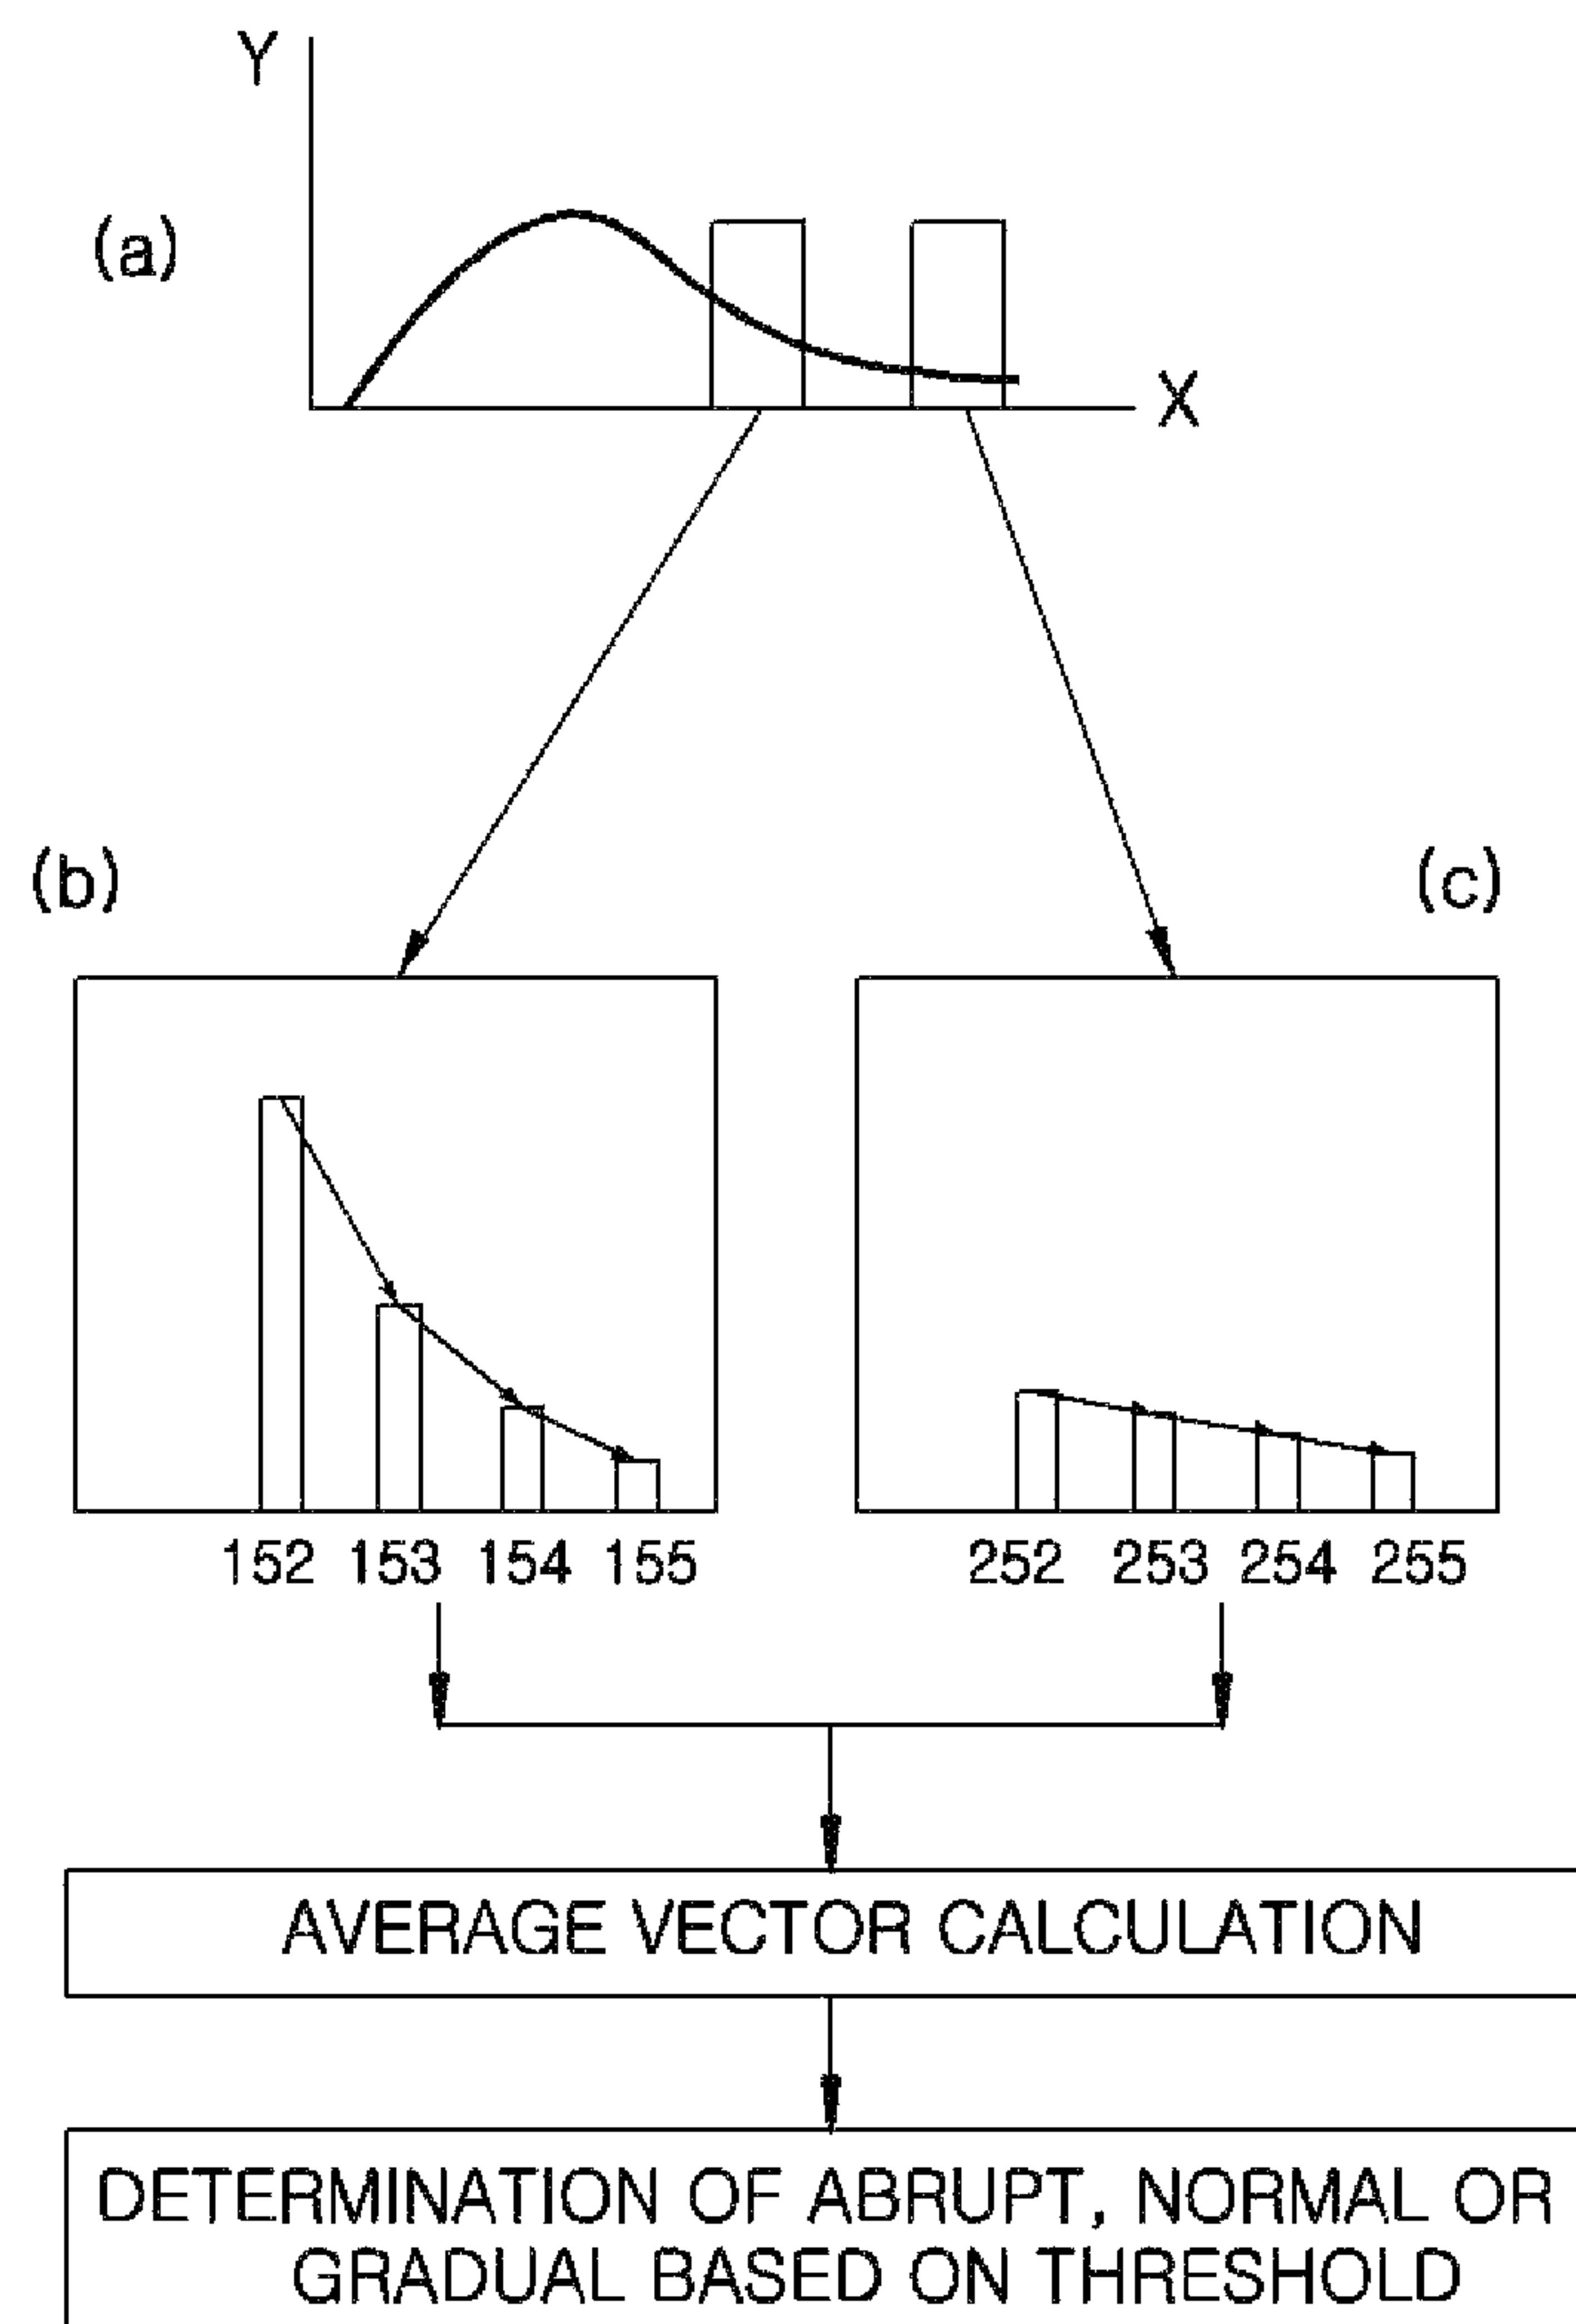 Y
(a)
X
(b)
(c)
152 153 154 155
252 253 254 255
AVERAGE VECTOR CALCULATION
DETERMINATION OF ABRUPT, NORMAL OR
GRADUAL BASED ON THRESHOLD